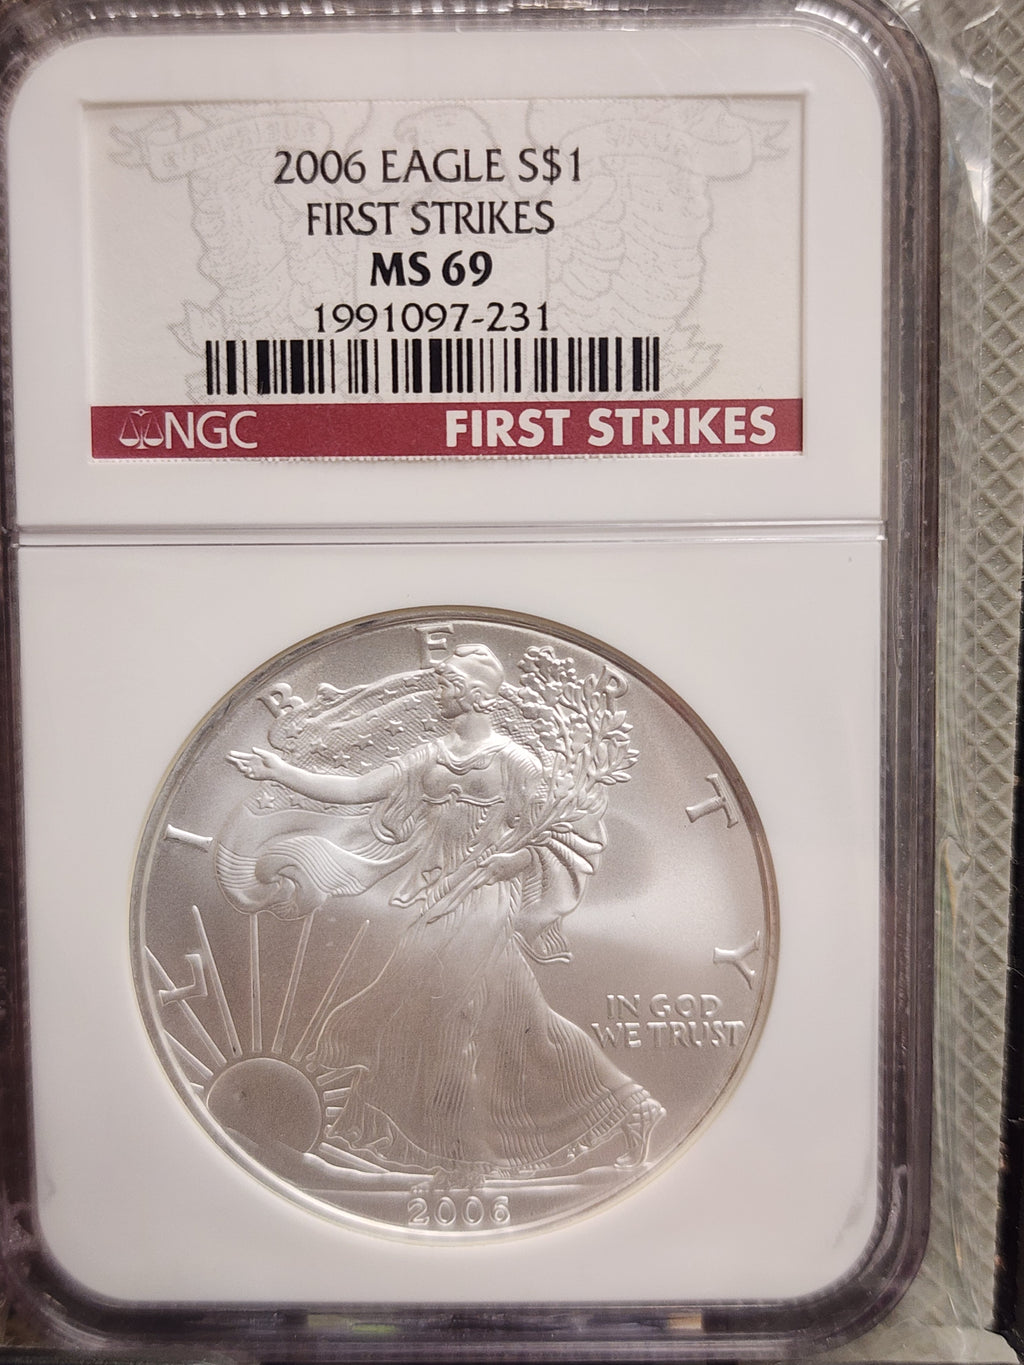 2006 EAGLE S$1
FIRST STRIKES
MS 69
1991097-231
NGC FIRST STRIKES
LIBERTY
IN GOD
WE TRUST
2006